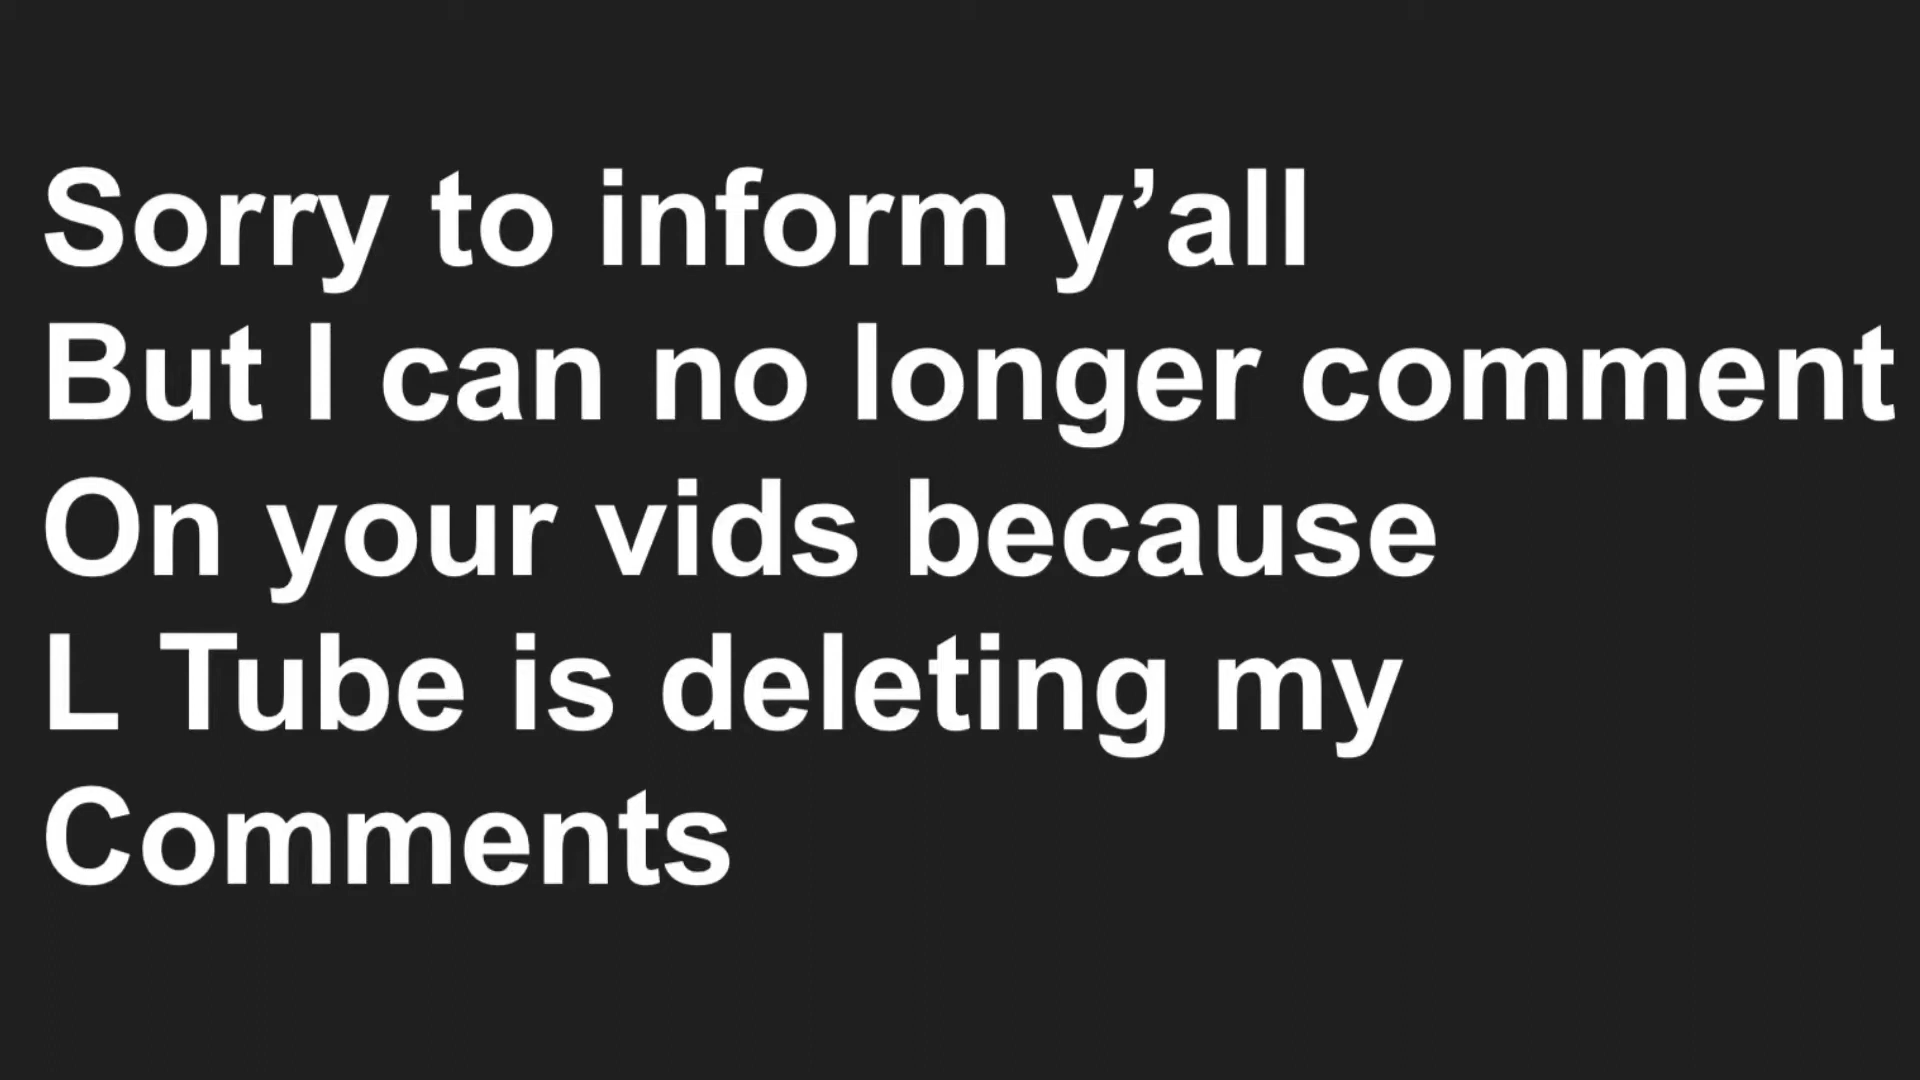 Sorry to inform y’all
But I can no longer comment
On your vids because
L Tube is deleting my
Comments